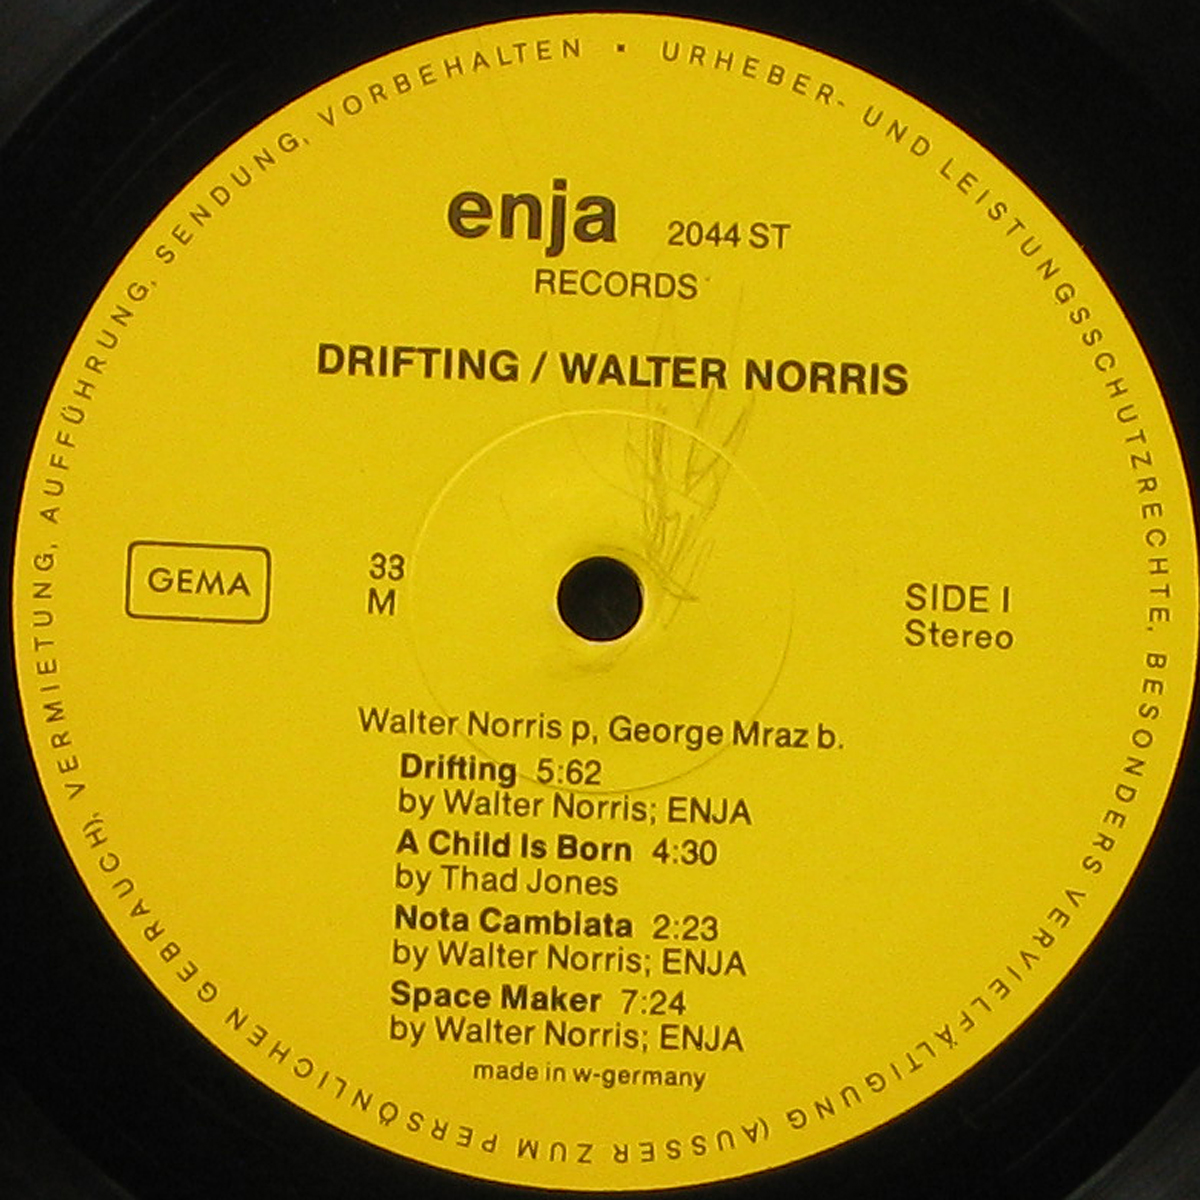 URHEBER- UND LEISTUNGSSCHUTZRECHTE, BESONDERS VERVIELFÄLTIGUNG (AUSSER ZUM PERSÖNLICHEN GEBRAUCH), VERMIETUNG, AUFFÜHRUNG, SENDUNG, VORBEHALTEN ·
enja 2044 ST
RECORDS
DRIFTING / WALTER NORRIS
GEMA
33
M
SIDE I
Stereo
Walter Norris p, George Mraz b.
Drifting 5:62
by Walter Norris; ENJA
A Child Is Born 4:30
by Thad Jones
Nota Cambiata 2:23
by Walter Norris; ENJA
Space Maker 7:24
by Walter Norris; ENJA
made in w-germany